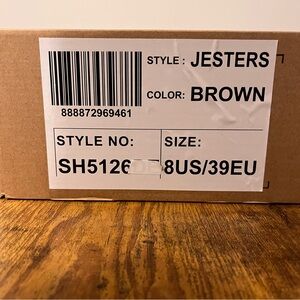 STYLE : JESTERS
COLOR: BROWN
888872969461
STYLE NO:
SIZE:
SH5126
8US/39EU